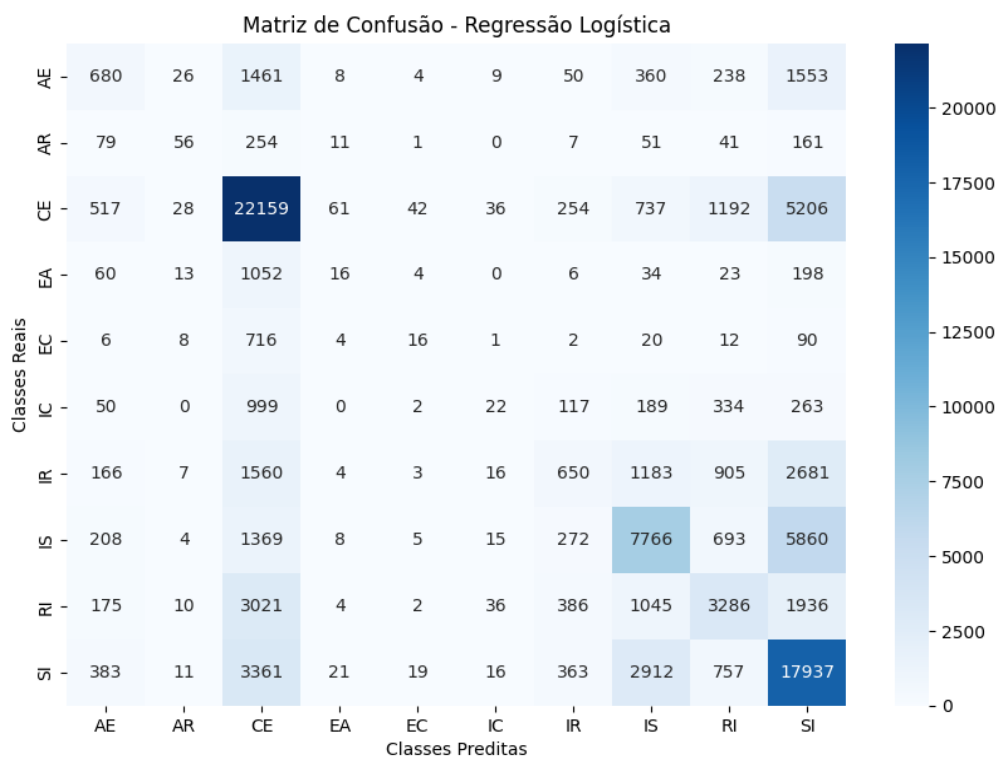 Matriz de Confusão - Regressão Logística
AE 680 26 1461 8 4 9 50 360 238 1553
AR 79 56 254 11 1 0 7 51 41 161
CE 517 28 22159 61 42 36 254 737 1192 5206
EA 60 13 1052 16 4 0 6 34 23 198
EC 6 8 716 4 16 1 2 20 12 90
IC 50 0 999 0 2 22 117 189 334 263
IR 166 7 1560 4 3 16 650 1183 905 2681
IS 208 4 1369 8 5 15 272 7766 693 5860
RI 175 10 3021 4 2 36 386 1045 3286 1936
SI 383 11 3361 21 19 16 363 2912 757 17937
AE AR CE EA EC IC IR IS RI SI
Classes Preditas
Classes Reais
20000
17500
15000
12500
10000
7500
5000
2500
0